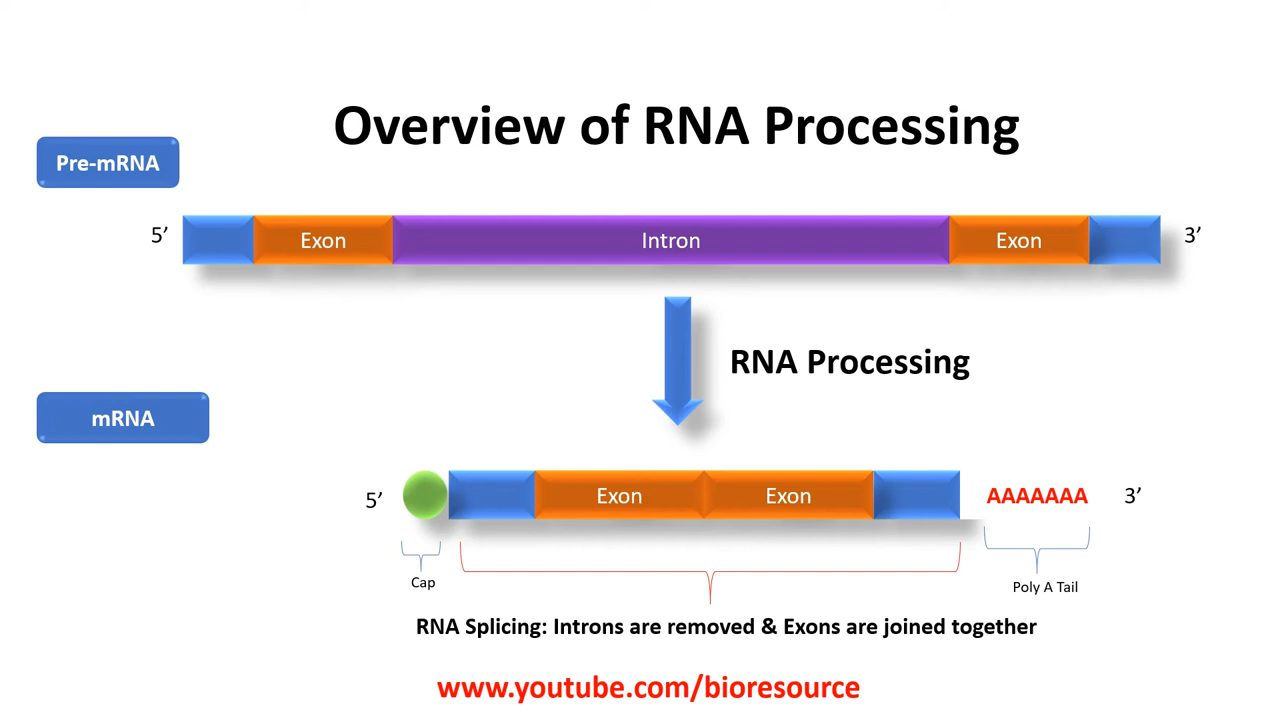 Overview of RNA Processing
Pre-mRNA
5’ Exon Intron Exon 3’
RNA Processing
mRNA
5’ Exon Exon AAAAAAA 3’
Cap
Poly A Tail
RNA Splicing: Introns are removed & Exons are joined together
www.youtube.com/bioresource